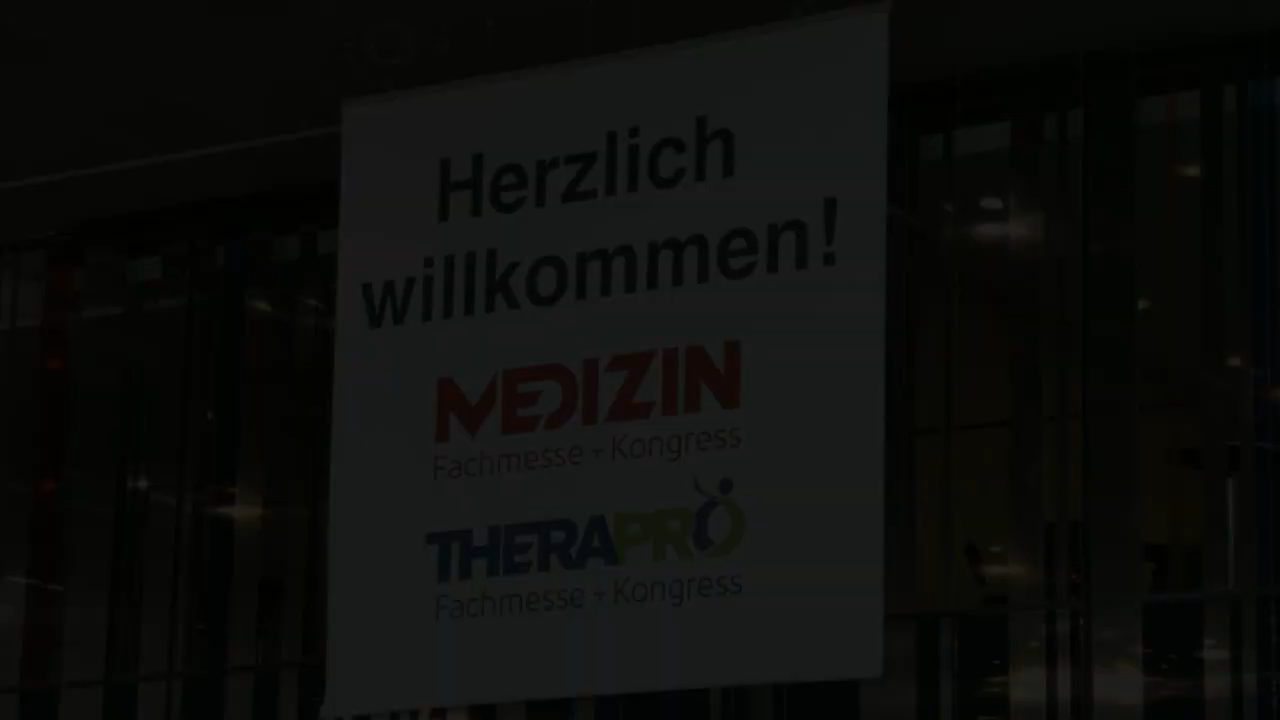 Herzlich
willkommen!
MEDIZIN
Fachmesse + Kongress
THERAPRO
Fachmesse + Kongress